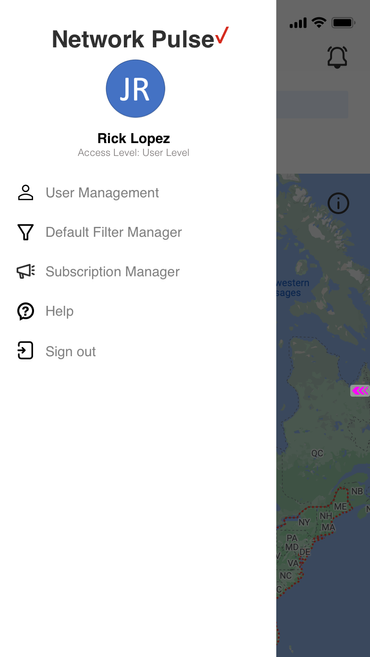 Network Pulse✓
JR
Rick Lopez
Access Level: User Level
User Management
Default Filter Manager
Subscription Manager
Help
Sign out
western
sages
QC
NB
ME
NY
NH
MA
PA
MD
DE
VA
NC